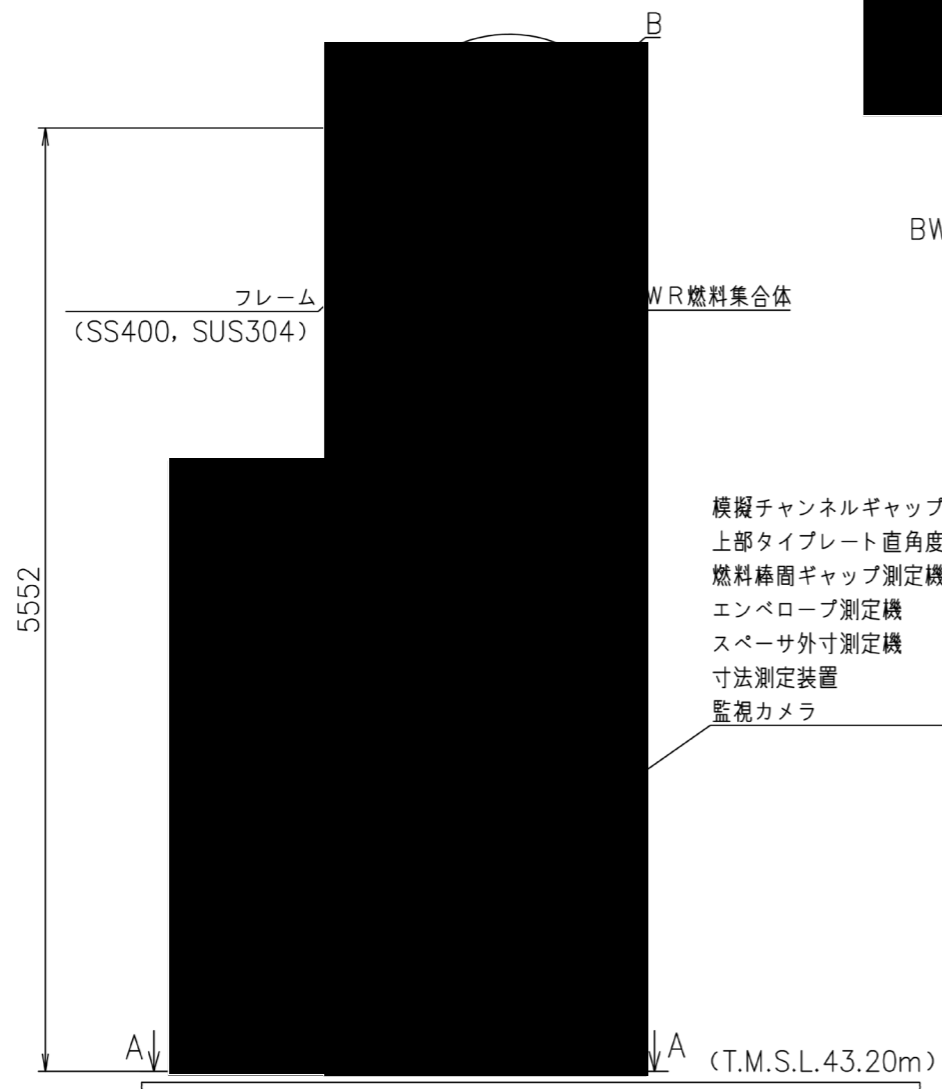 B
BW
フレーム
(SS400, SUS304)
WR燃料集合体
模擬チャンネルギャップ
上部タイプレート直角度
燃料棒間ギャップ測定機
エンベロープ測定機
スペーサ外寸測定機
寸法測定装置
監視カメラ
5552
A
A
(T.M.S.L.43.20m)